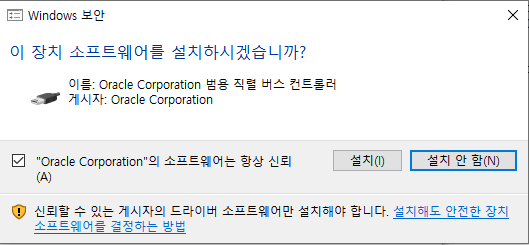 Windows 보안
이 장치 소프트웨어를 설치하시겠습니까?
이름: Oracle Corporation 범용 직렬 버스 컨트롤러
게시자: Oracle Corporation
"Oracle Corporation"의 소프트웨어는 항상 신뢰
(A)
설치(I)
설치 안 함(N)
신뢰할 수 있는 게시자의 드라이버 소프트웨어만 설치해야 합니다. 설치해도 안전한 장치
소프트웨어를 결정하는 방법